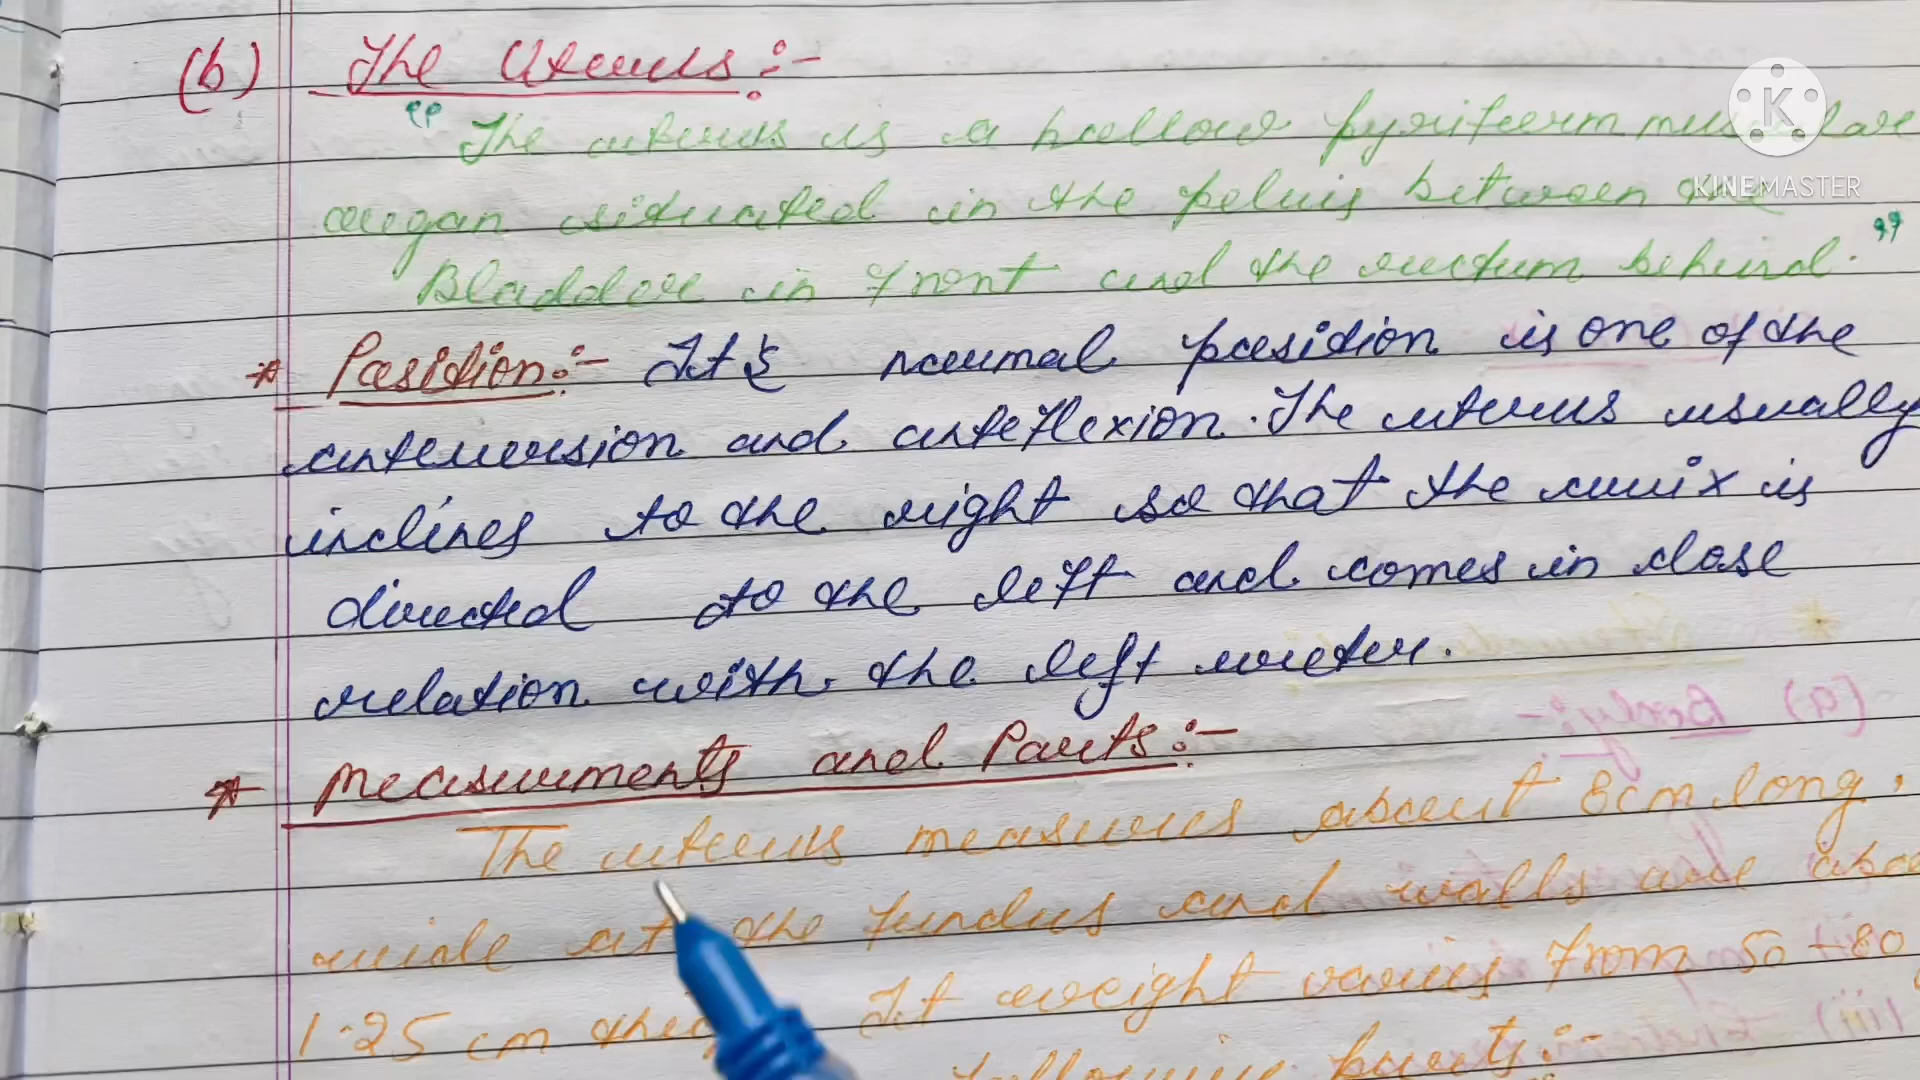 (b) The Uterus :-
"The uterus is a hollow pyriform muscular
organ situated in the pelvis between the
Bladder in front and the rectum behind."
* Position :- It's normal position is one of the
anteversion and anteflexion. The uterus usually
inclines to the right so that the cervix is
directed to the left and comes in close
relation with the left ureter.
* Measurements and Parts :-
The uterus measures about 8cm long,
wide at the fundus and walls are
1.25 cm It weight varies from 50-80
following parts :-
K
KINEMASTER